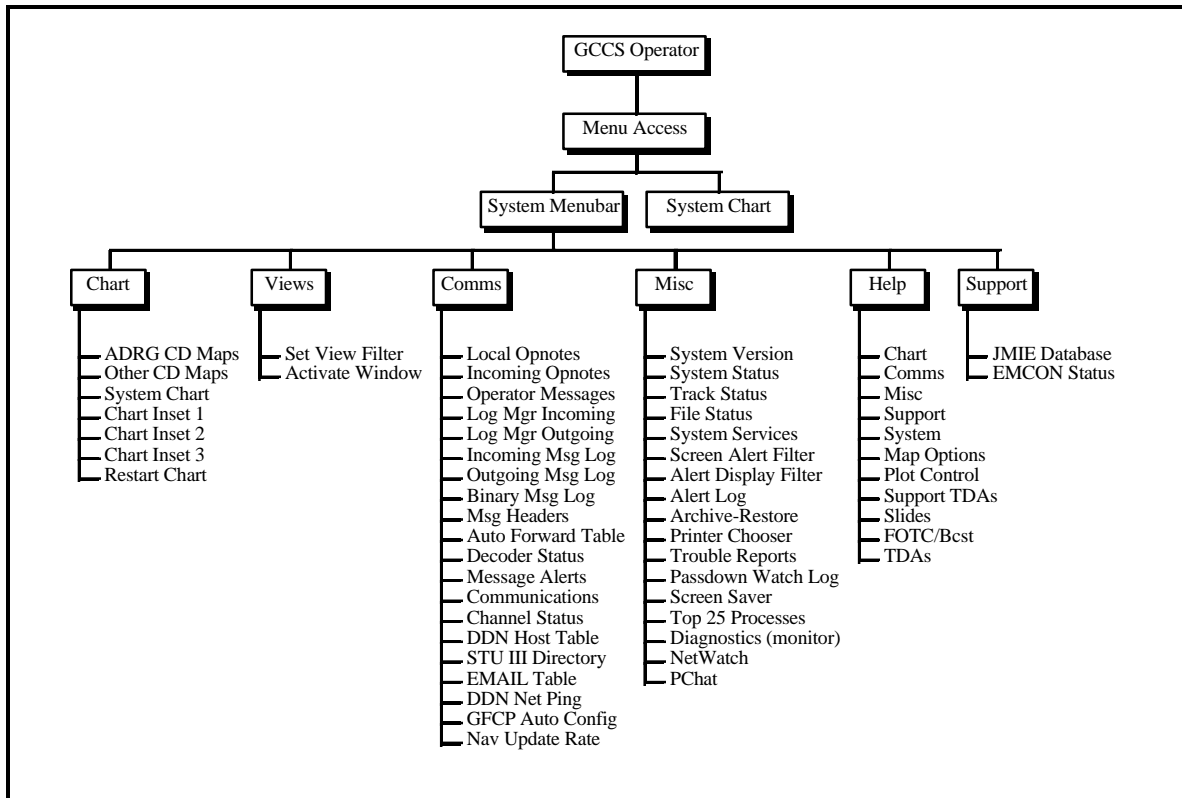 GCCS Operator
Menu Access
System Menubar
System Chart
Chart
Views
Comms
Misc
Help
Support
ADRG CD Maps
Other CD Maps
System Chart
Chart Inset 1
Chart Inset 2
Chart Inset 3
Restart Chart
Set View Filter
Activate Window
Local Opnotes
Incoming Opnotes
Operator Messages
Log Mgr Incoming
Log Mgr Outgoing
Incoming Msg Log
Outgoing Msg Log
Binary Msg Log
Msg Headers
Auto Forward Table
Decoder Status
Message Alerts
Communications
Channel Status
DDN Host Table
STU III Directory
EMAIL Table
DDN Net Ping
GFCP Auto Config
Nav Update Rate
System Version
System Status
Track Status
File Status
System Services
Screen Alert Filter
Alert Display Filter
Alert Log
Archive-Restore
Printer Chooser
Trouble Reports
Passdown Watch Log
Screen Saver
Top 25 Processes
Diagnostics (monitor)
NetWatch
PChat
Chart
Comms
Misc
Support
System
Map Options
Plot Control
Support TDAs
Slides
FOTC/Bcst
TDAs
JMIE Database
EMCON Status